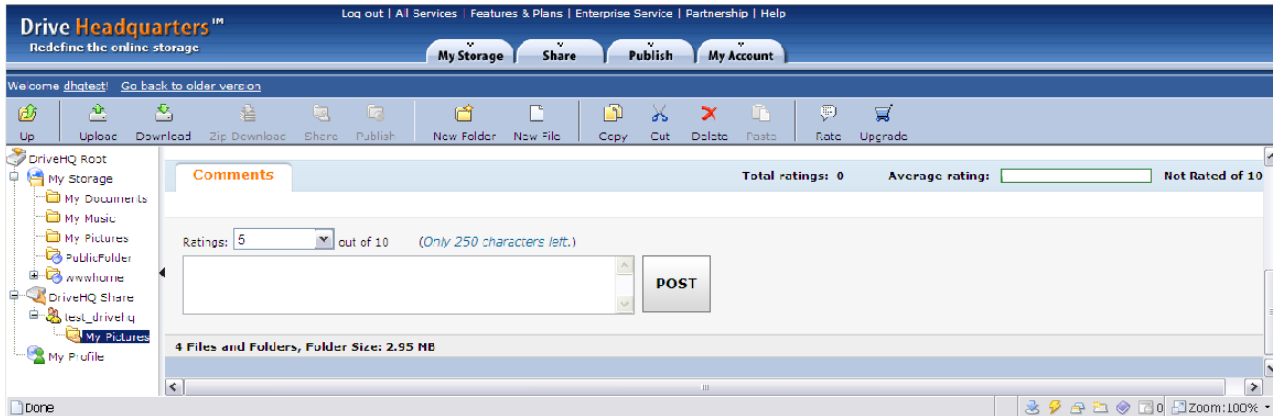 Log out | All Services | Features & Plans | Enterprise Service | Partnership | Help
Drive Headquarters™
Redefine the online storage
My Storage Share Publish My Account
Welcome dhqtest! Go back to older version
Up Upload Download Zip Download Share Publish New Folder New File Copy Cut Delete Paste Rate Upgrade
DriveHQ Root
My Storage
My Documents
My Music
My Pictures
PublicFolder
wwwhome
DriveHQ Share
test_drivehq
My Pictures
My Profile
Comments Total ratings: 0 Average rating: Not Rated of 10
Ratings: 5 out of 10 (Only 250 characters left.)
POST
4 Files and Folders, Folder Size: 2.95 MB
Done 0 Zoom:100%